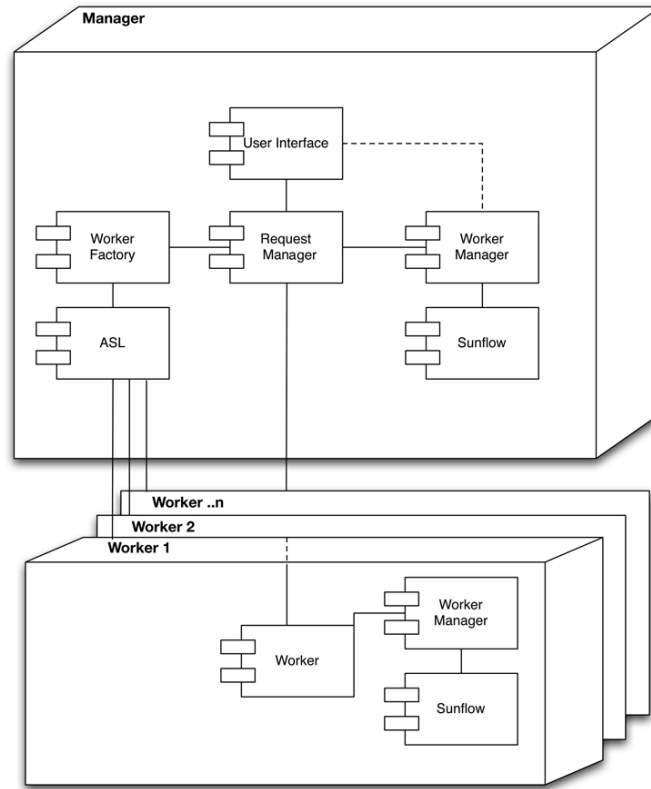 Manager
User Interface
Worker
Factory
Request
Manager
Worker
Manager
ASL
Sunflow
Worker ..n
Worker 2
Worker 1
Worker
Manager
Worker
Sunflow